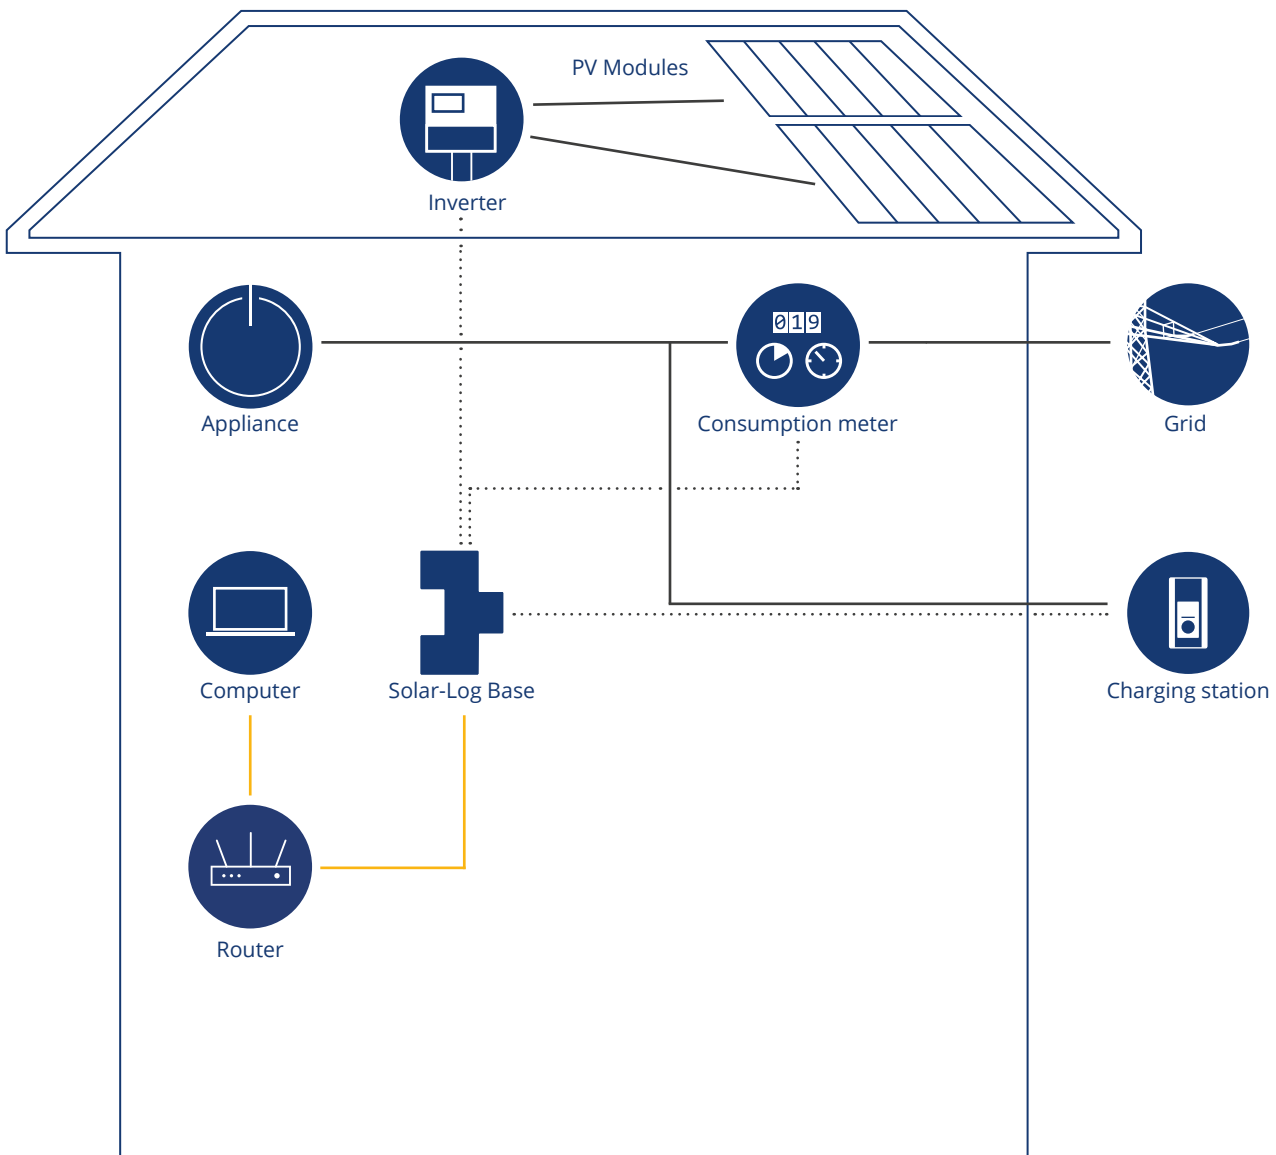 PV Modules
Inverter
019
Appliance
Consumption meter
Grid
Computer
Solar-Log Base
Charging station
Router